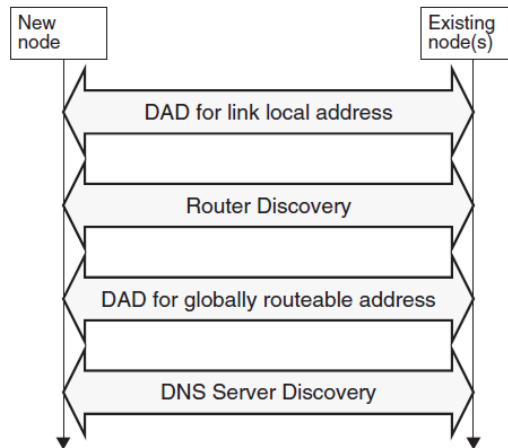 New
node
Existing
node(s)
DAD for link local address
Router Discovery
DAD for globally routeable address
DNS Server Discovery